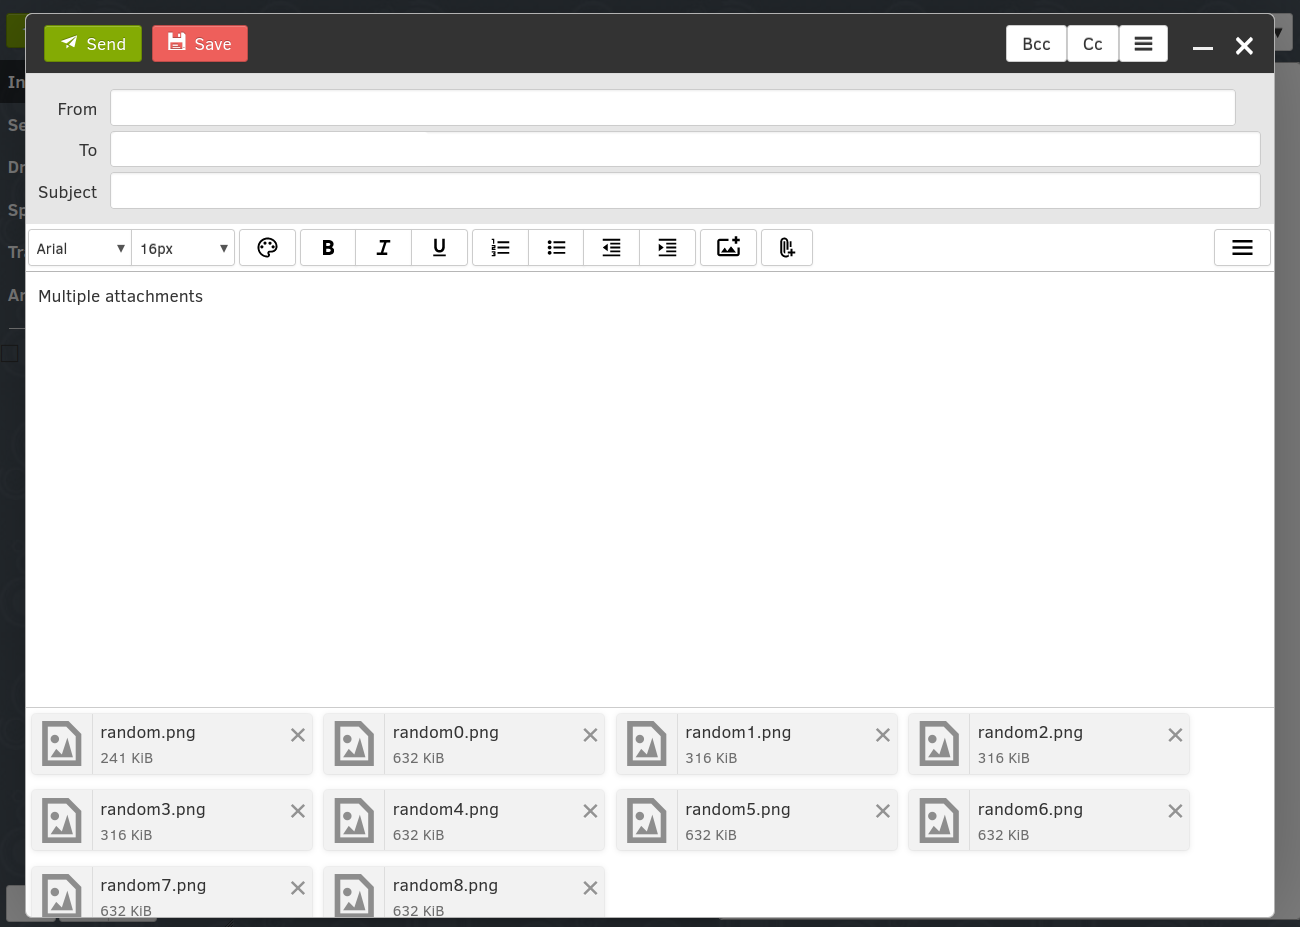 Send Save Bcc Cc
From
To
Subject
Arial 16px B I U
Multiple attachments
random.png random0.png random1.png random2.png
241 KiB 632 KiB 316 KiB 316 KiB
random3.png random4.png random5.png random6.png
316 KiB 632 KiB 632 KiB 632 KiB
random7.png random8.png
632 KiB 632 KiB